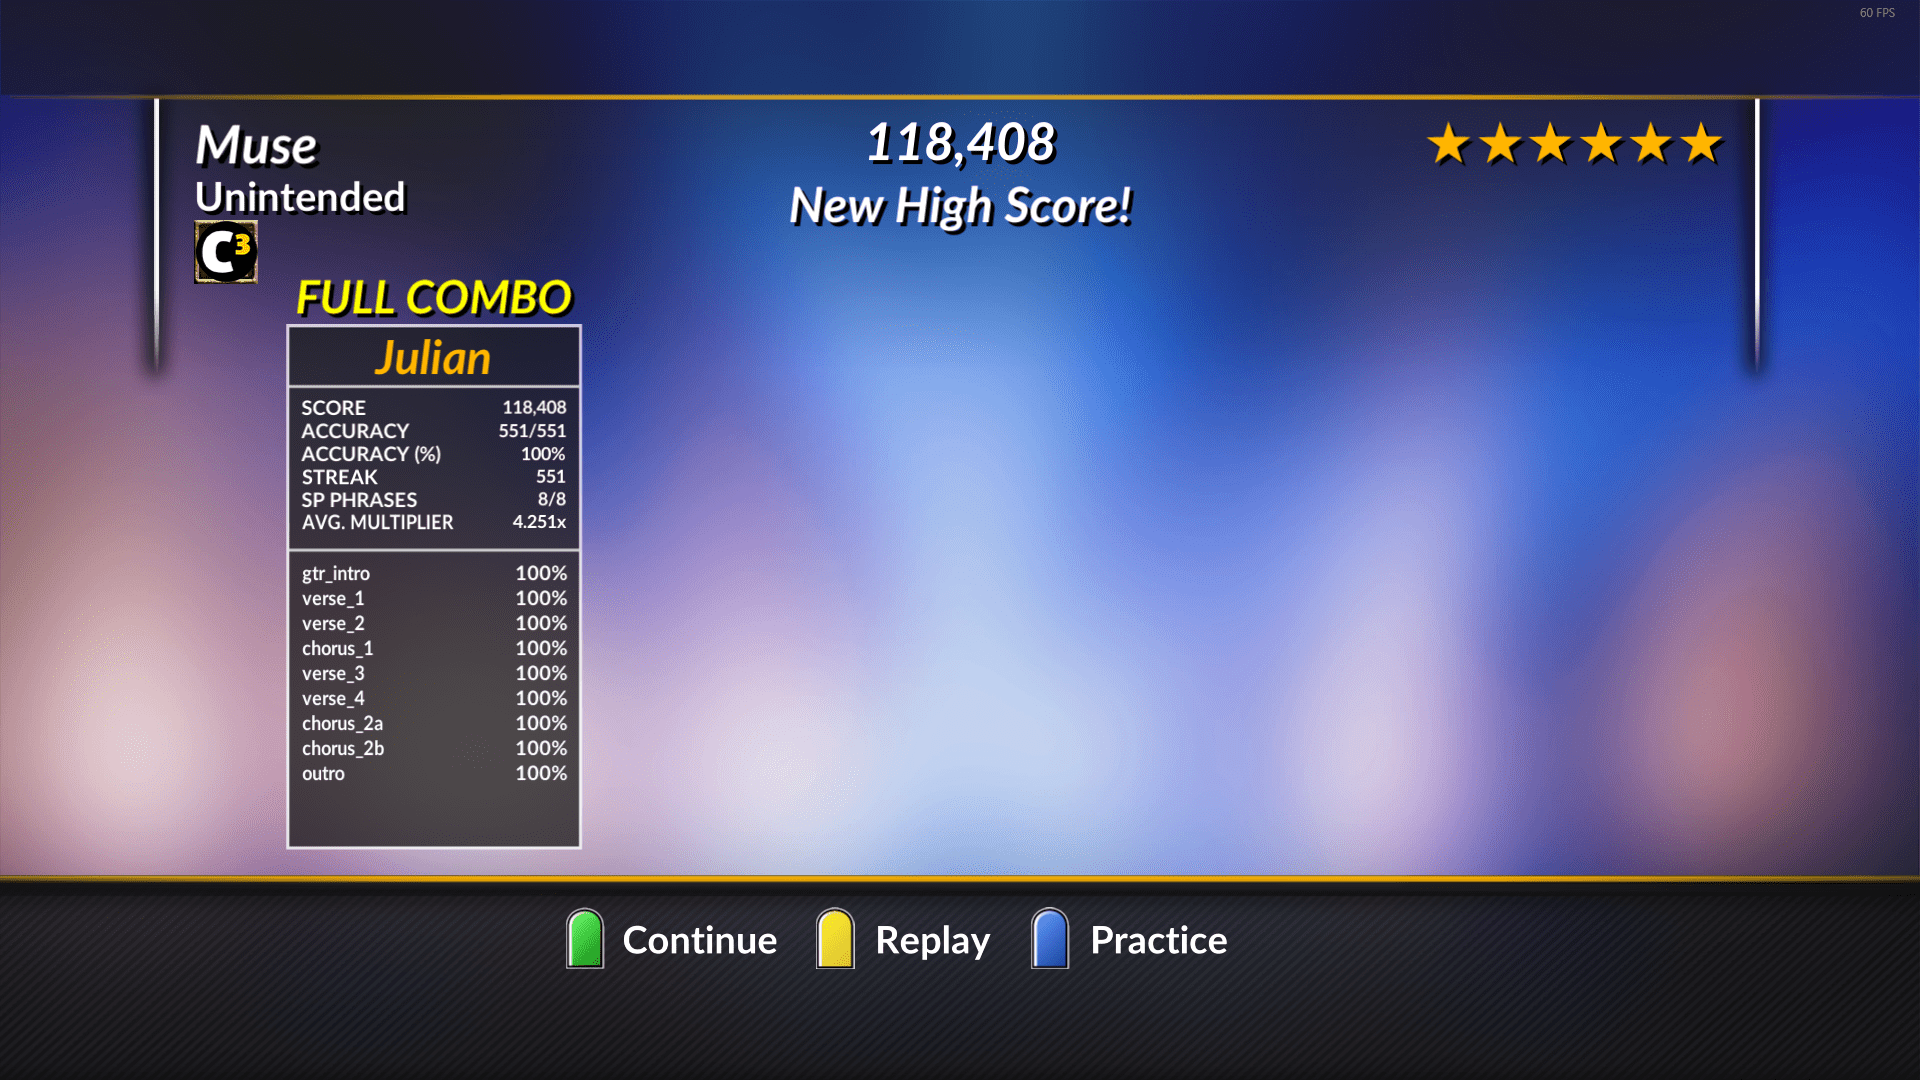 60 FPS
Muse
Unintended
C3
118,408
New High Score!
FULL COMBO
Julian
SCORE 118,408
ACCURACY 551/551
ACCURACY (%) 100%
STREAK 551
SP PHRASES 8/8
AVG. MULTIPLIER 4.251x
gtr_intro 100%
verse_1 100%
verse_2 100%
chorus_1 100%
verse_3 100%
verse_4 100%
chorus_2a 100%
chorus_2b 100%
outro 100%
Continue Replay Practice